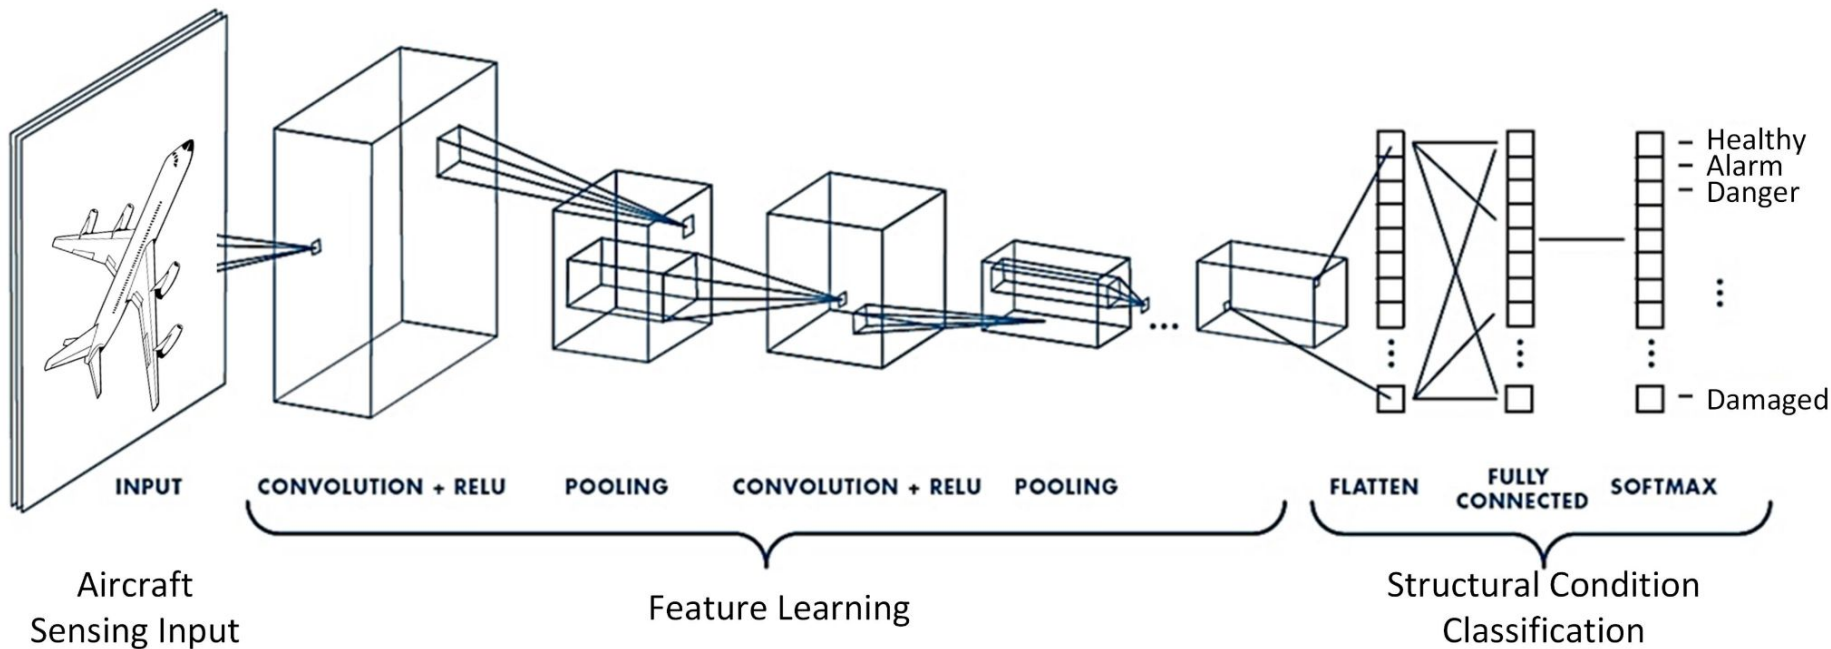 Healthy
Alarm
Danger
Damaged
INPUT
CONVOLUTION + RELU
POOLING
CONVOLUTION + RELU
POOLING
FLATTEN
FULLY
CONNECTED
SOFTMAX
Aircraft
Sensing Input
Feature Learning
Structural Condition
Classification